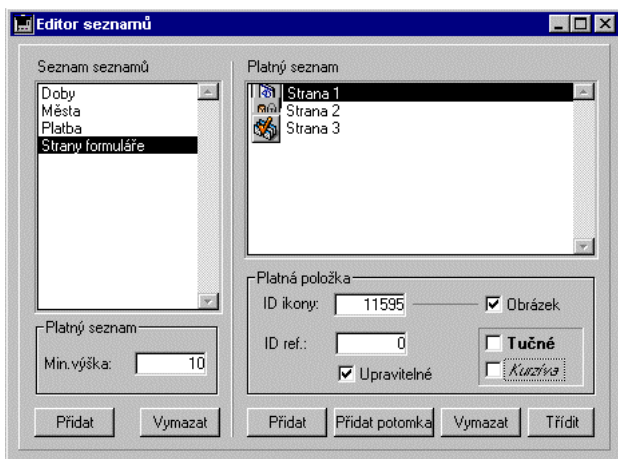 Editor seznamů
Seznam seznamů
Doby
Města
Platba
Strany formuláře
Platný seznam
Min.výška: 10
Přidat Vymazat
Platný seznam
Strana 1
Strana 2
Strana 3
Platná položka
ID ikony: 11595 Obrázek
ID ref.: 0 Tučné
Upravitelné Kurzíva
Přidat Přidat potomka Vymazat Třídit